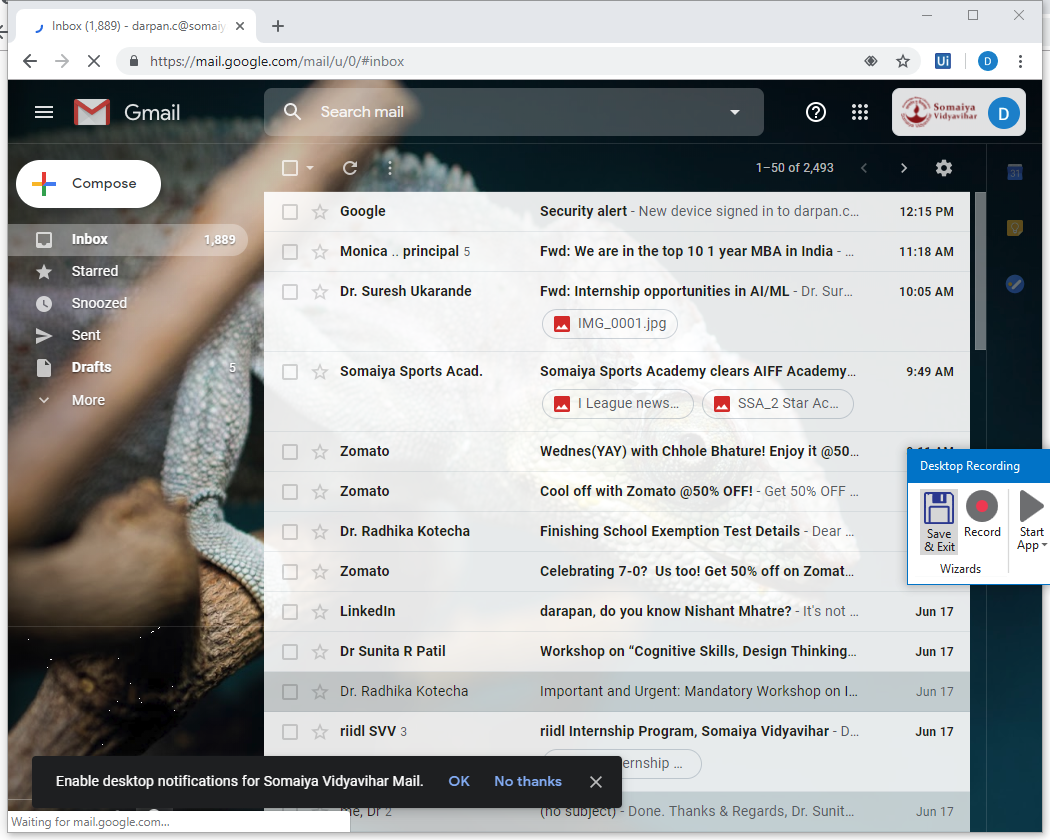 Inbox (1,889) - darpan.c@somaiy
https://mail.google.com/mail/u/0/#inbox
Ui
D
Gmail
Search mail
Somaiya
Vidyavihar
D
Compose
1–50 of 2,493
31
Inbox 1,889
Starred
Snoozed
Sent
Drafts 5
More
Google Security alert - New device signed in to darpan.c... 12:15 PM
Monica .. principal 5 Fwd: We are in the top 10 1 year MBA in India - ... 11:18 AM
Dr. Suresh Ukarande Fwd: Internship opportunities in AI/ML - Dr. Sur... 10:05 AM
IMG_0001.jpg
Somaiya Sports Acad. Somaiya Sports Academy clears AIFF Academy... 9:49 AM
I League news... SSA_2 Star Ac...
Zomato Wednes(YAY) with Chhole Bhature! Enjoy it @50...
Zomato Cool off with Zomato @50% OFF! - Get 50% OFF ...
Dr. Radhika Kotecha Finishing School Exemption Test Details - Dear ...
Zomato Celebrating 7-0? Us too! Get 50% off on Zomat...
LinkedIn darapan, do you know Nishant Mhatre? - It's not ... Jun 17
Dr Sunita R Patil Workshop on “Cognitive Skills, Design Thinking... Jun 17
Dr. Radhika Kotecha Important and Urgent: Mandatory Workshop on I... Jun 17
riidl SVV 3 riidl Internship Program, Somaiya Vidyavihar - D... Jun 17
ernship ...
me, Dr 2 (no subject) - Done. Thanks & Regards, Dr. Sunit... Jun 17
Desktop Recording
Save
& Exit
Record
Start
App
Wizards
Enable desktop notifications for Somaiya Vidyavihar Mail. OK No thanks
Waiting for mail.google.com...